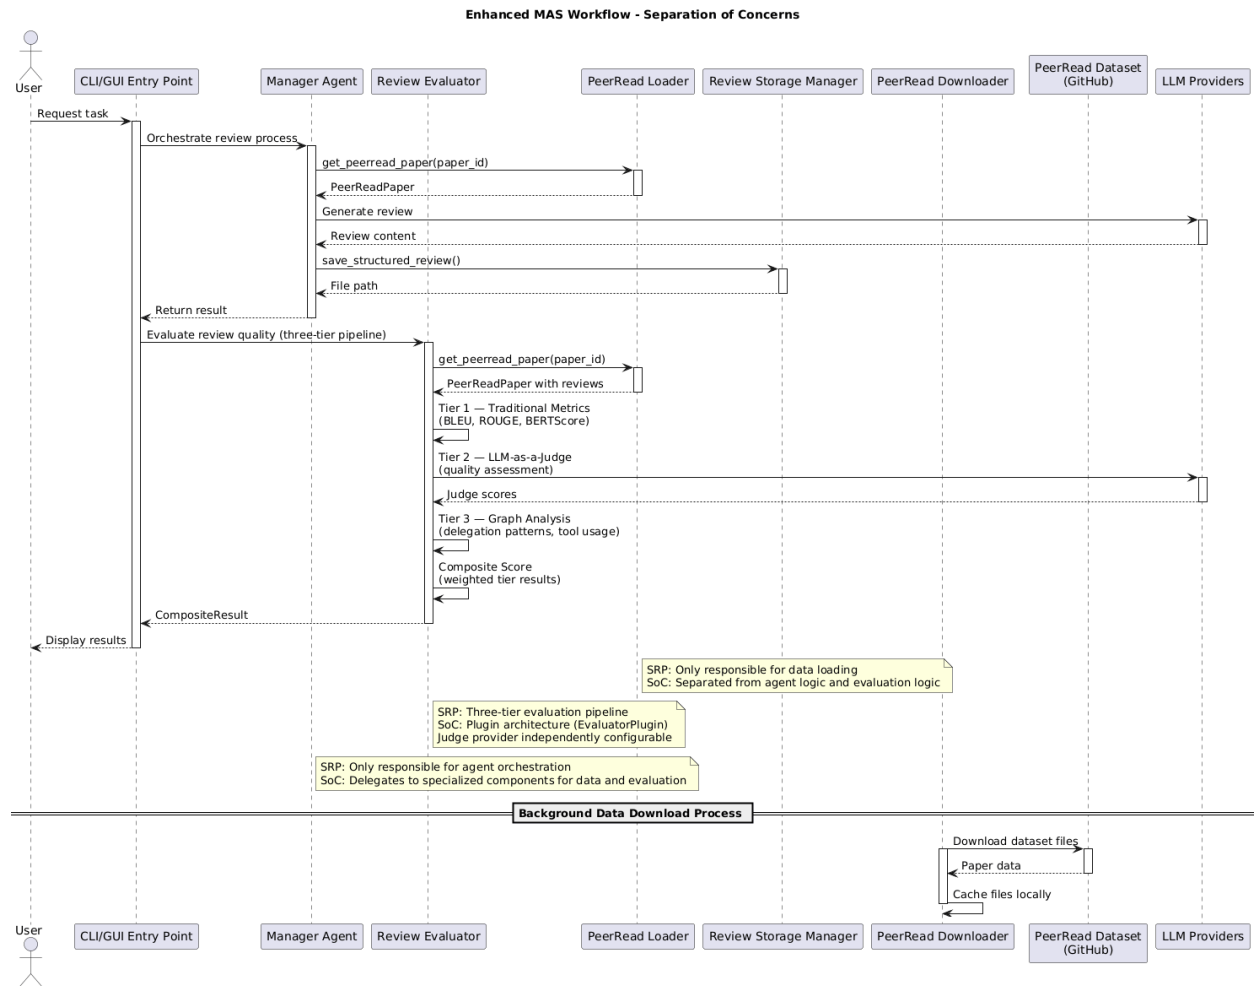 Enhanced MAS Workflow - Separation of Concerns
User
CLI/GUI Entry Point
Manager Agent
Review Evaluator
PeerRead Loader
Review Storage Manager
PeerRead Downloader
PeerRead Dataset
(GitHub)
LLM Providers
Request task
Orchestrate review process
get_peerread_paper(paper_id)
PeerReadPaper
Generate review
Review content
save_structured_review()
File path
Return result
Evaluate review quality (three-tier pipeline)
get_peerread_paper(paper_id)
PeerReadPaper with reviews
Tier 1 — Traditional Metrics
(BLEU, ROUGE, BERTScore)
Tier 2 — LLM-as-a-Judge
(quality assessment)
Judge scores
Tier 3 — Graph Analysis
(delegation patterns, tool usage)
Composite Score
(weighted tier results)
CompositeResult
Display results
SRP: Only responsible for data loading
SoC: Separated from agent logic and evaluation logic
SRP: Three-tier evaluation pipeline
SoC: Plugin architecture (EvaluatorPlugin)
Judge provider independently configurable
SRP: Only responsible for agent orchestration
SoC: Delegates to specialized components for data and evaluation
Background Data Download Process
Download dataset files
Paper data
Cache files locally
User
CLI/GUI Entry Point
Manager Agent
Review Evaluator
PeerRead Loader
Review Storage Manager
PeerRead Downloader
PeerRead Dataset
(GitHub)
LLM Providers